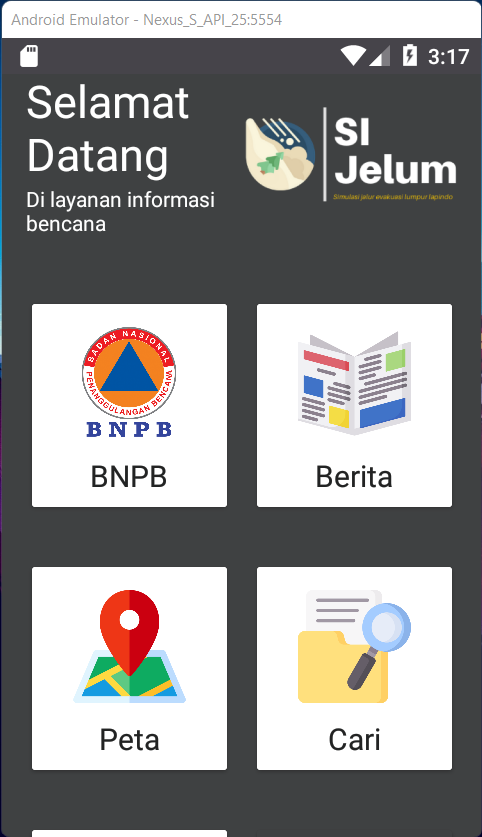 Android Emulator - Nexus_S_API_25:5554
3:17
Selamat
Datang
Di layanan informasi
bencana
SI
Jelum
Simulasi jalur evakuasi lumpur lapindo
BADAN NASIONAL
PENANGGULANGAN BENCANA
BNPB
BNPB
Berita
Peta
Cari